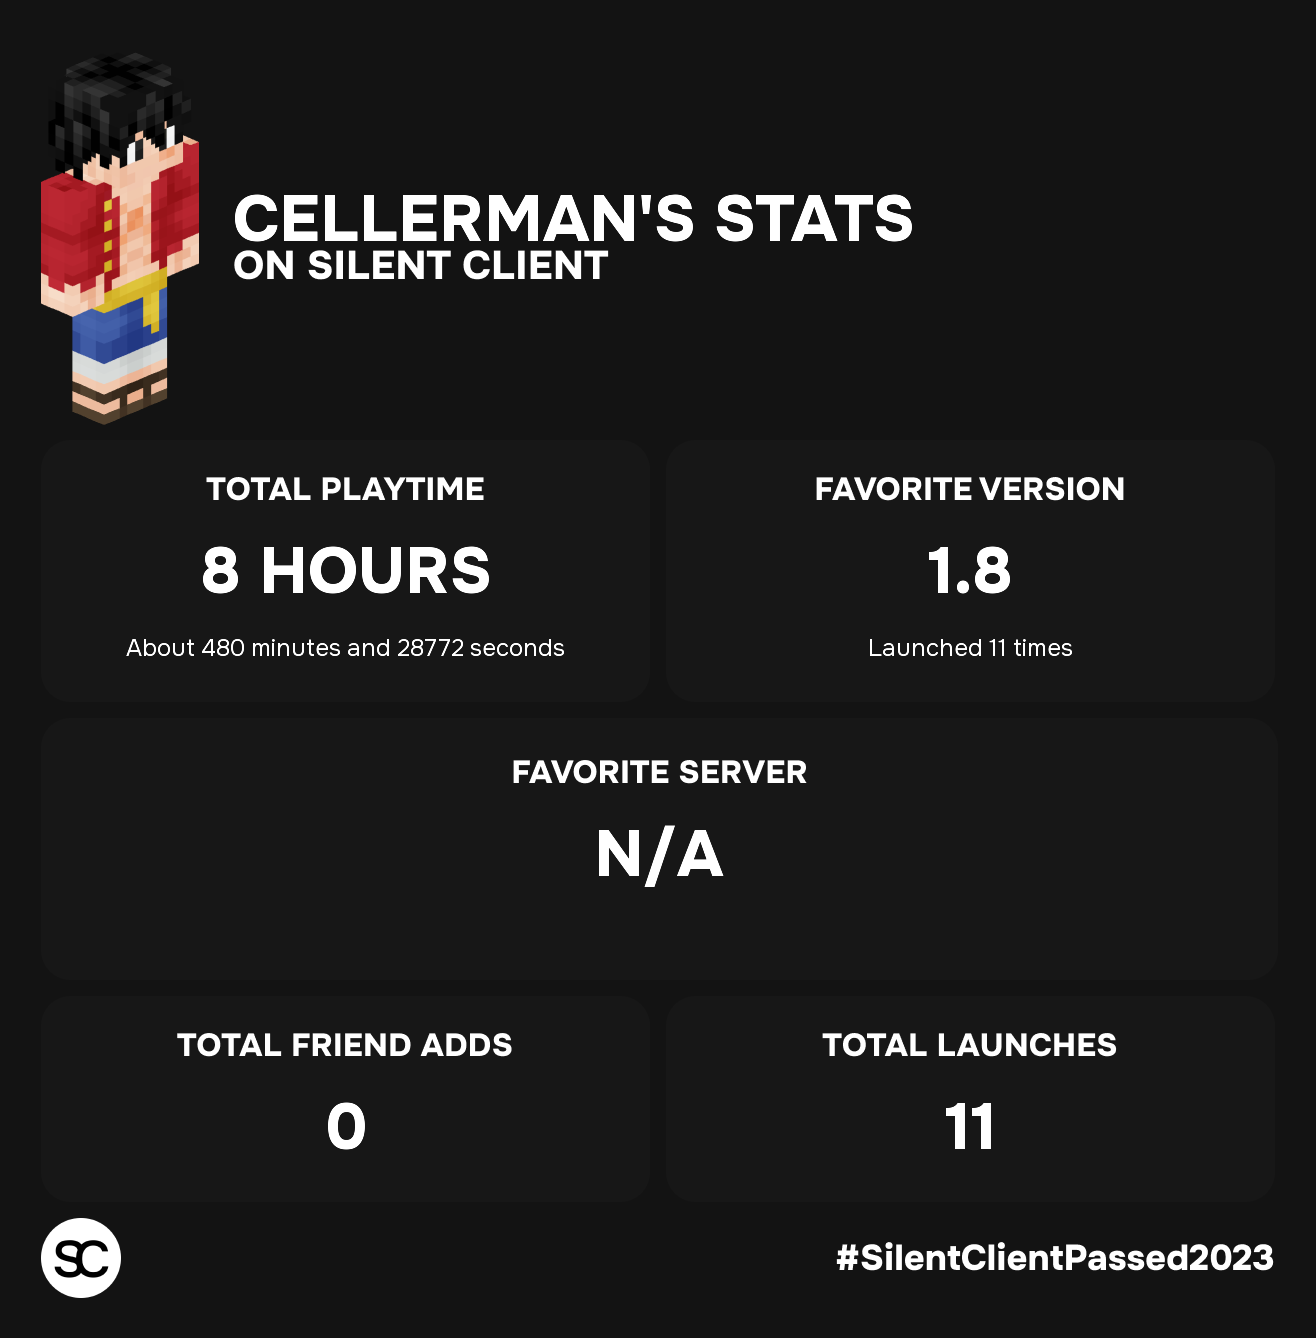 CELLERMAN'S STATS
ON SILENT CLIENT
TOTAL PLAYTIME
8 HOURS
About 480 minutes and 28772 seconds
FAVORITE VERSION
1.8
Launched 11 times
FAVORITE SERVER
N/A
TOTAL FRIEND ADDS
0
TOTAL LAUNCHES
11
SC
#SilentClientPassed2023